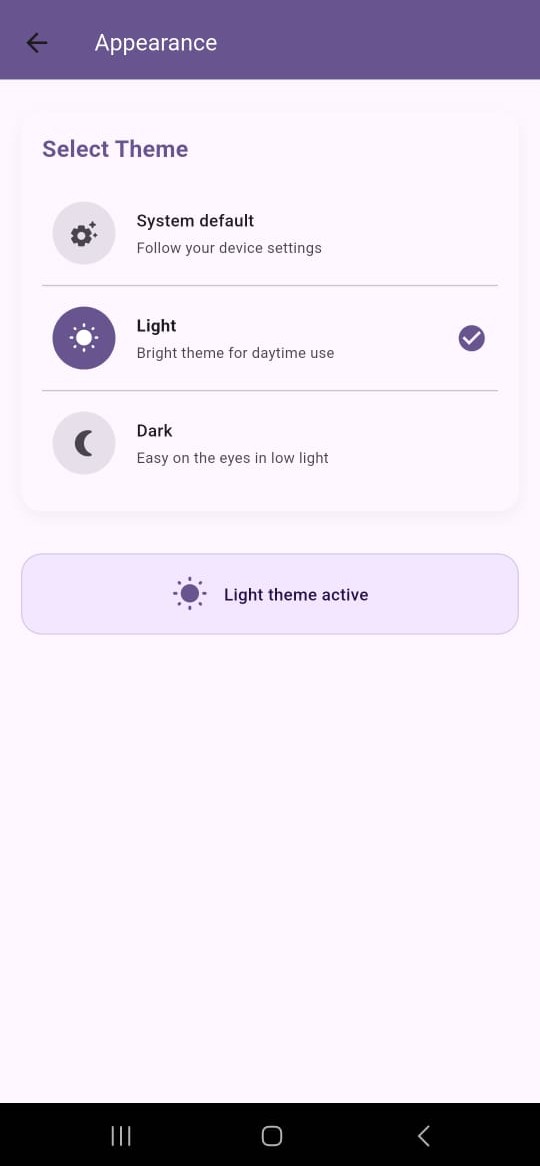 Appearance
Select Theme
System default
Follow your device settings
Light
Bright theme for daytime use
Dark
Easy on the eyes in low light
Light theme active